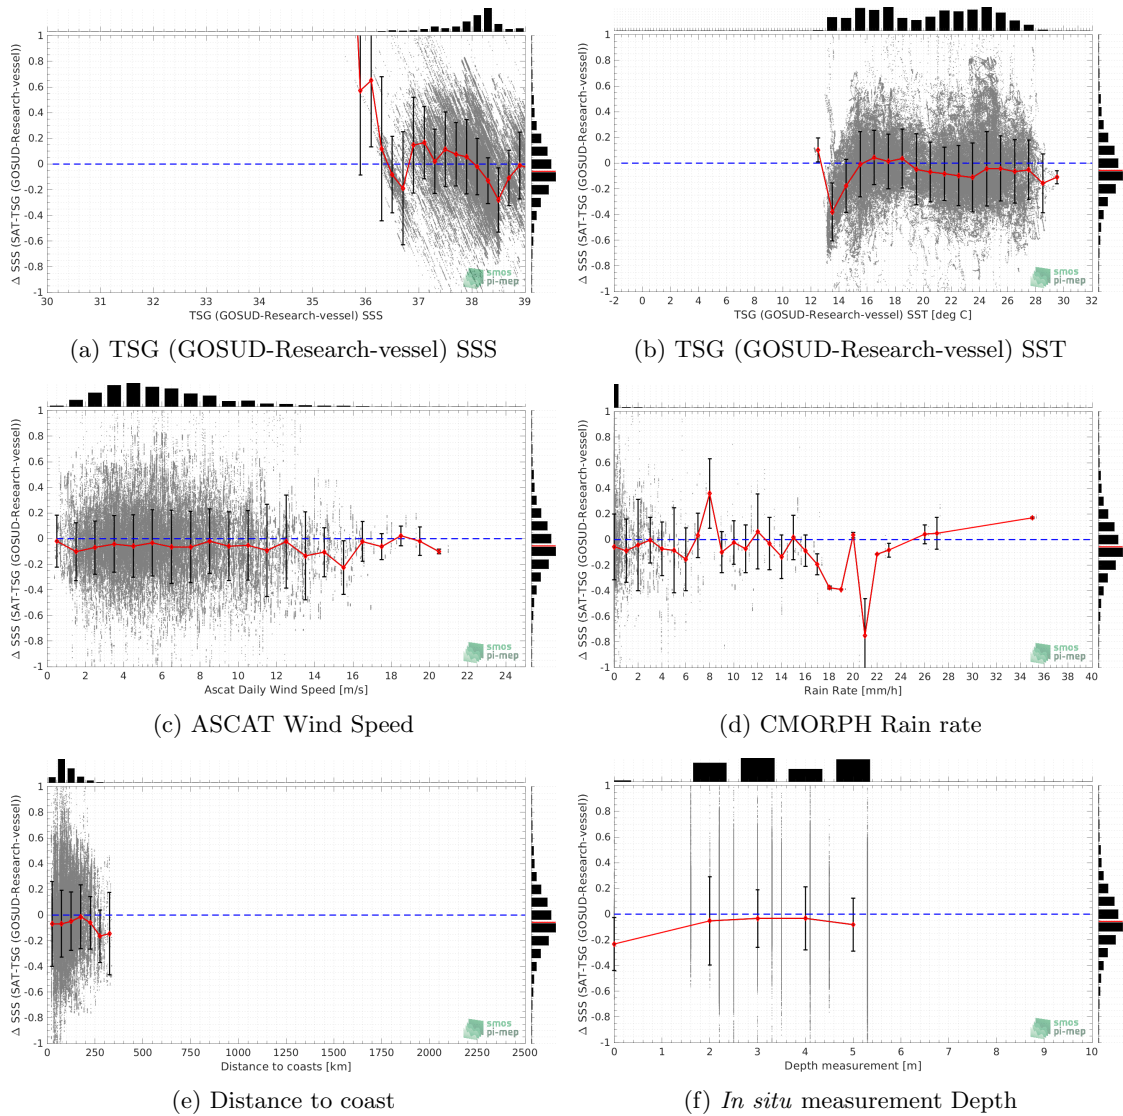 Δ SSS (SAT-TSG (GOSUD-Research-vessel))
1
0.8
0.6
0.4
0.2
0
-0.2
-0.4
-0.6
-0.8
-1
30 31 32 33 34 35 36 37 38 39
TSG (GOSUD-Research-vessel) SSS
smos
pi-mep
(a) TSG (GOSUD-Research-vessel) SSS
Δ SSS (SAT-TSG (GOSUD-Research-vessel))
1
0.8
0.6
0.4
0.2
0
-0.2
-0.4
-0.6
-0.8
-1
-2 0 2 4 6 8 10 12 14 16 18 20 22 24 26 28 30 32
TSG (GOSUD-Research-vessel) SST [deg C]
smos
pi-mep
(b) TSG (GOSUD-Research-vessel) SST
Δ SSS (SAT-TSG (GOSUD-Research-vessel))
1
0.8
0.6
0.4
0.2
0
-0.2
-0.4
-0.6
-0.8
-1
0 2 4 6 8 10 12 14 16 18 20 22 24
Ascat Daily Wind Speed [m/s]
smos
pi-mep
(c) ASCAT Wind Speed
Δ SSS (SAT-TSG (GOSUD-Research-vessel))
1
0.8
0.6
0.4
0.2
0
-0.2
-0.4
-0.6
-0.8
-1
0 2 4 6 8 10 12 14 16 18 20 22 24 26 28 30 32 34 36 38 40
Rain Rate [mm/h]
smos
pi-mep
(d) CMORPH Rain rate
Δ SSS (SAT-TSG (GOSUD-Research-vessel))
1
0.8
0.6
0.4
0.2
0
-0.2
-0.4
-0.6
-0.8
-1
0 250 500 750 1000 1250 1500 1750 2000 2250 2500
Distance to coasts [km]
smos
pi-mep
(e) Distance to coast
Δ SSS (SAT-TSG (GOSUD-Research-vessel))
1
0.8
0.6
0.4
0.2
0
-0.2
-0.4
-0.6
-0.8
-1
0 1 2 3 4 5 6 7 8 9 10
Depth measurement [m]
smos
pi-mep
(f) In situ measurement Depth